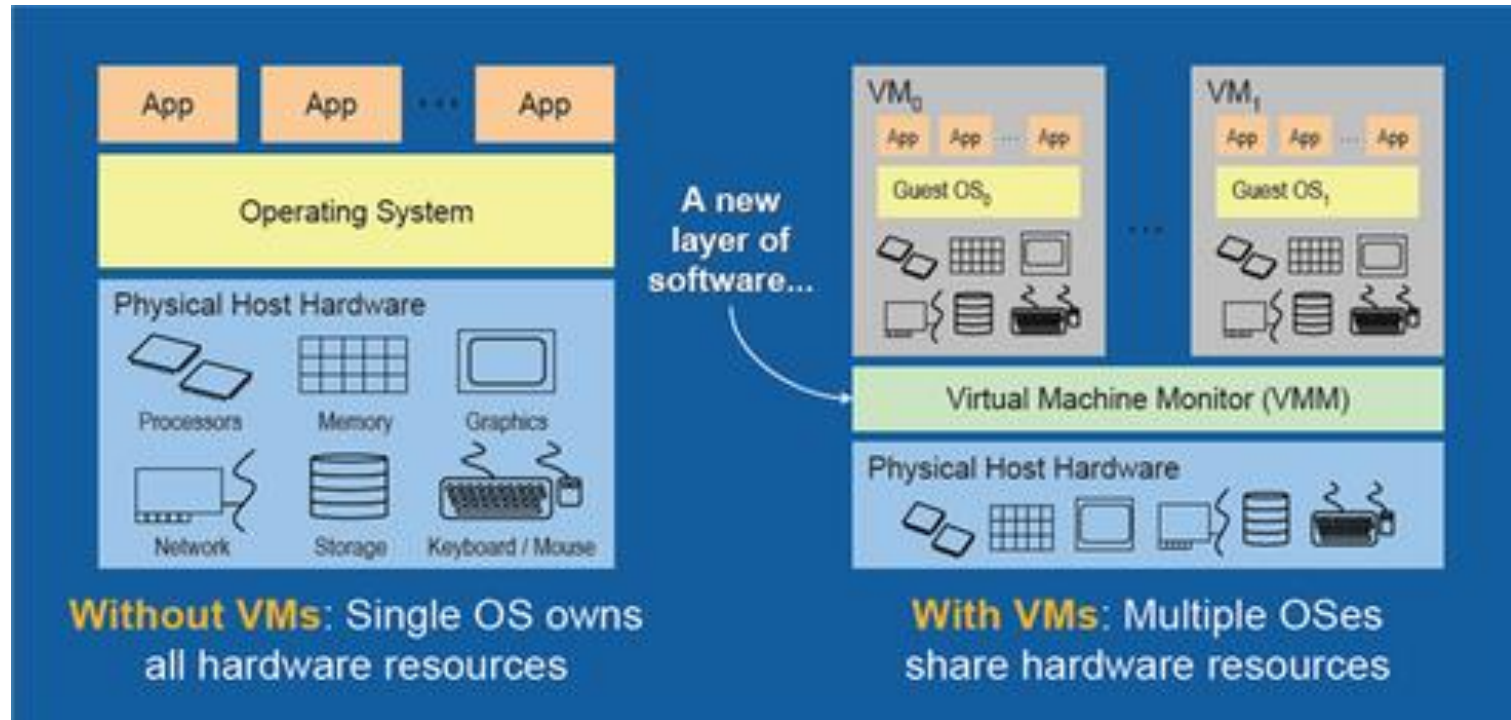 App App ... App
Operating System
Physical Host Hardware
Processors Memory Graphics
Network Storage Keyboard / Mouse
Without VMs: Single OS owns
all hardware resources
A new
layer of
software...
VM0
App App ... App
Guest OS0
...
VM1
App App ... App
Guest OS1
Virtual Machine Monitor (VMM)
Physical Host Hardware
With VMs: Multiple OSes
share hardware resources